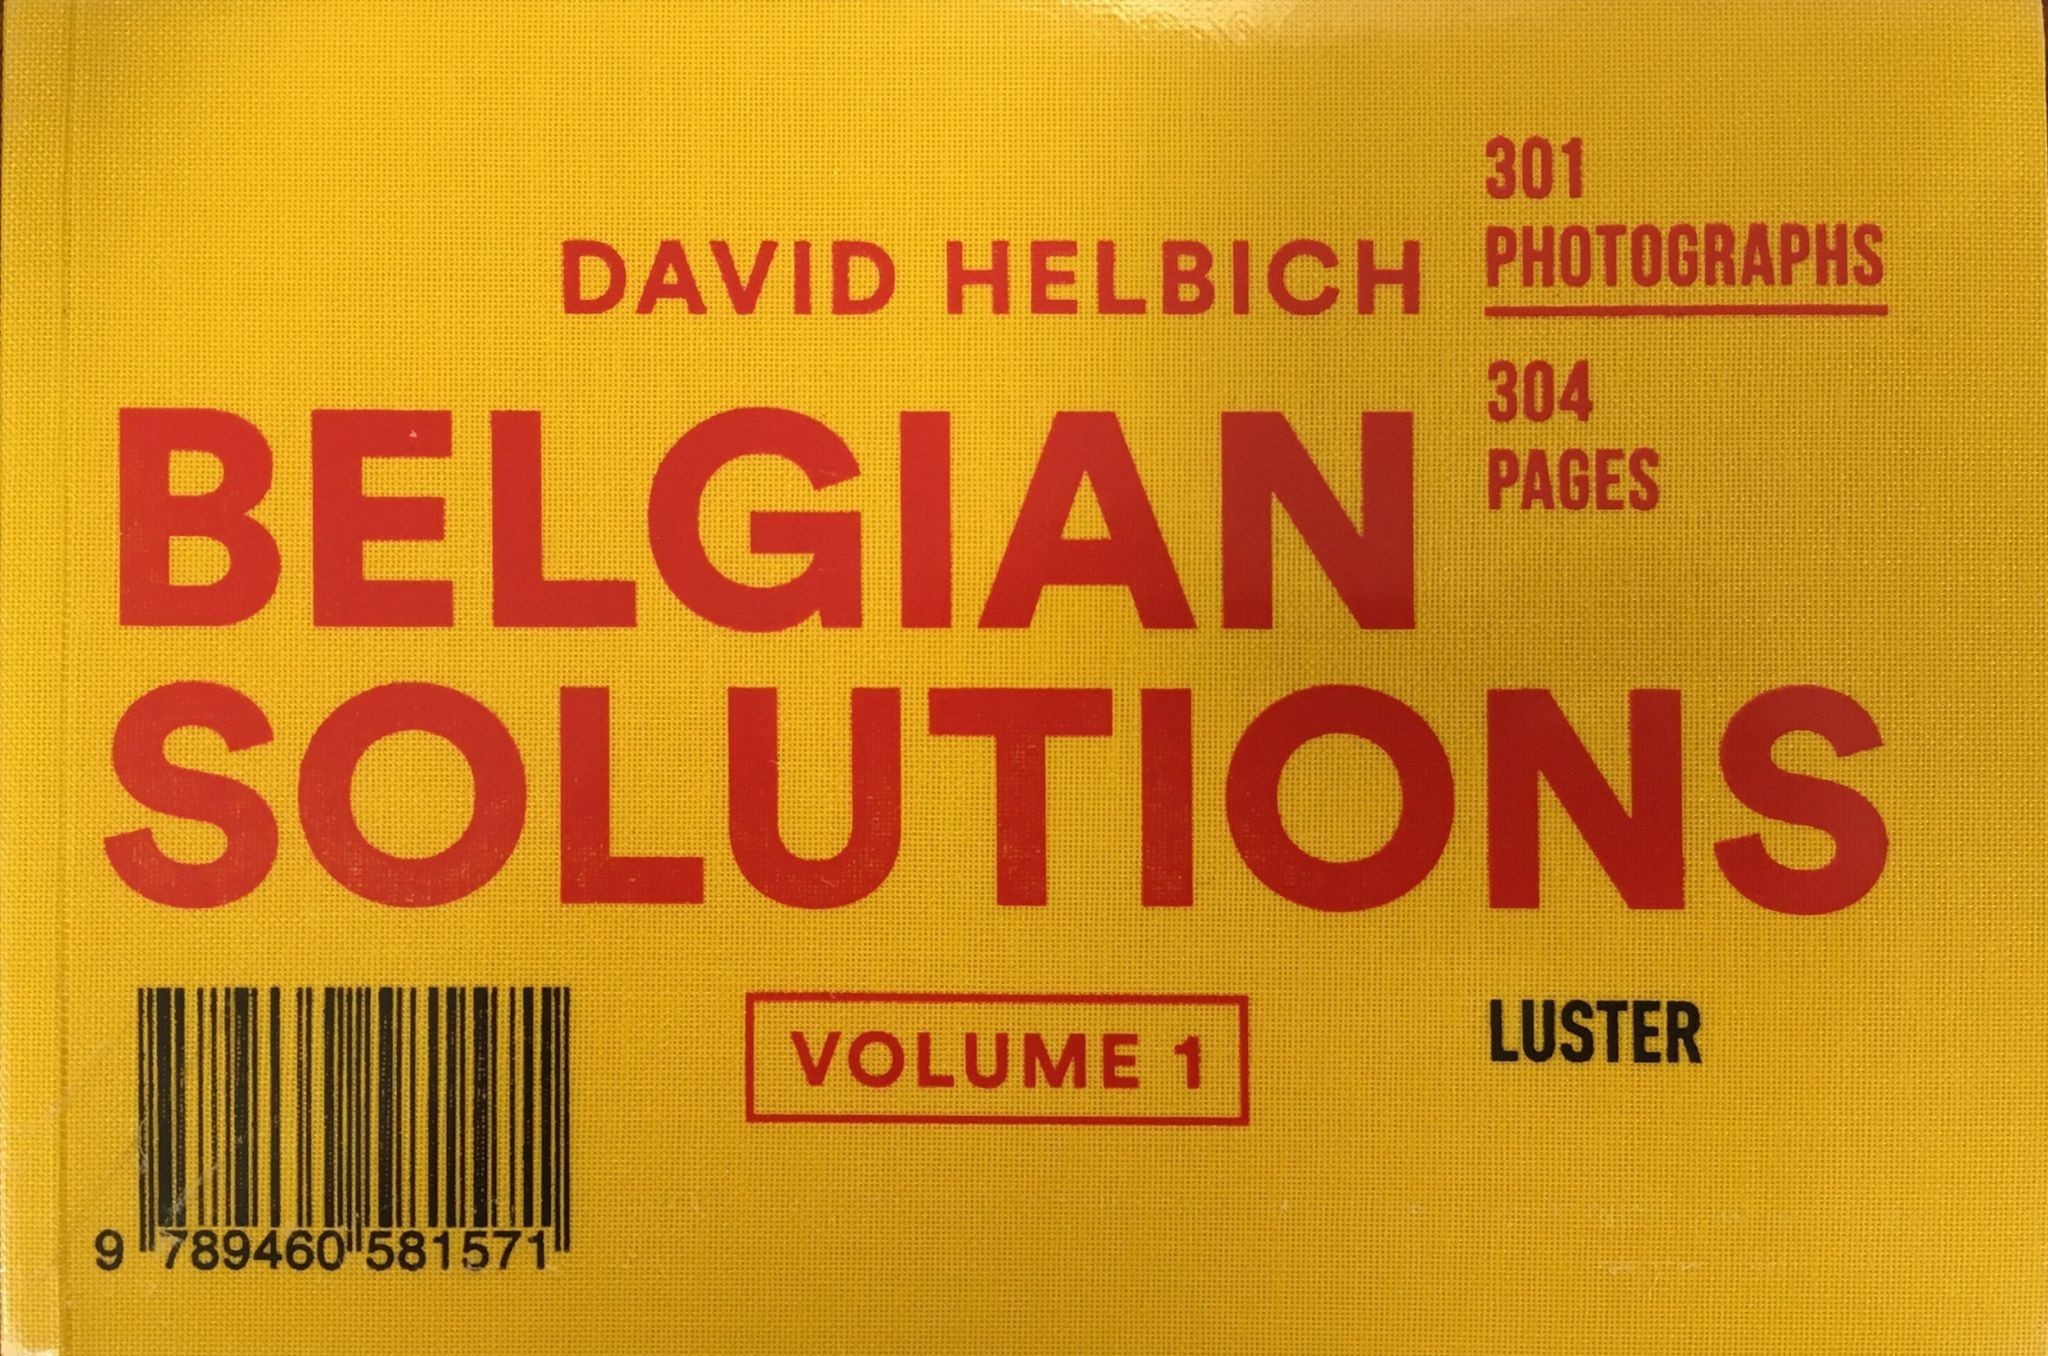 DAVID HELBICH
301
PHOTOGRAPHS
304
PAGES
BELGIAN
SOLUTIONS
VOLUME 1
LUSTER
9 789460 581571